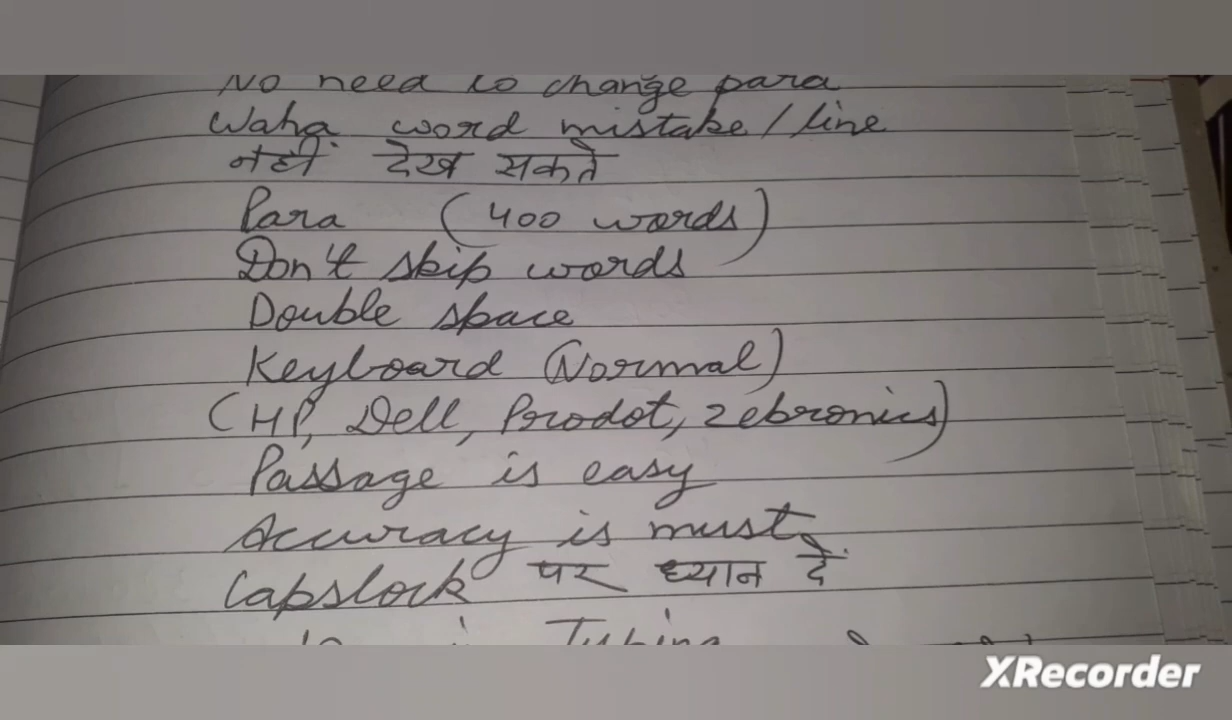 No need to change para
Waha word mistake / line
नहीं देख सकते
Para (400 words)
Don't skip words
Double space
Keyboard (Normal)
(HP, Dell, Prodot, Zebronics)
Passage is easy
Accuracy is must
Capslock पर ध्यान दें
Typing
XRecorder